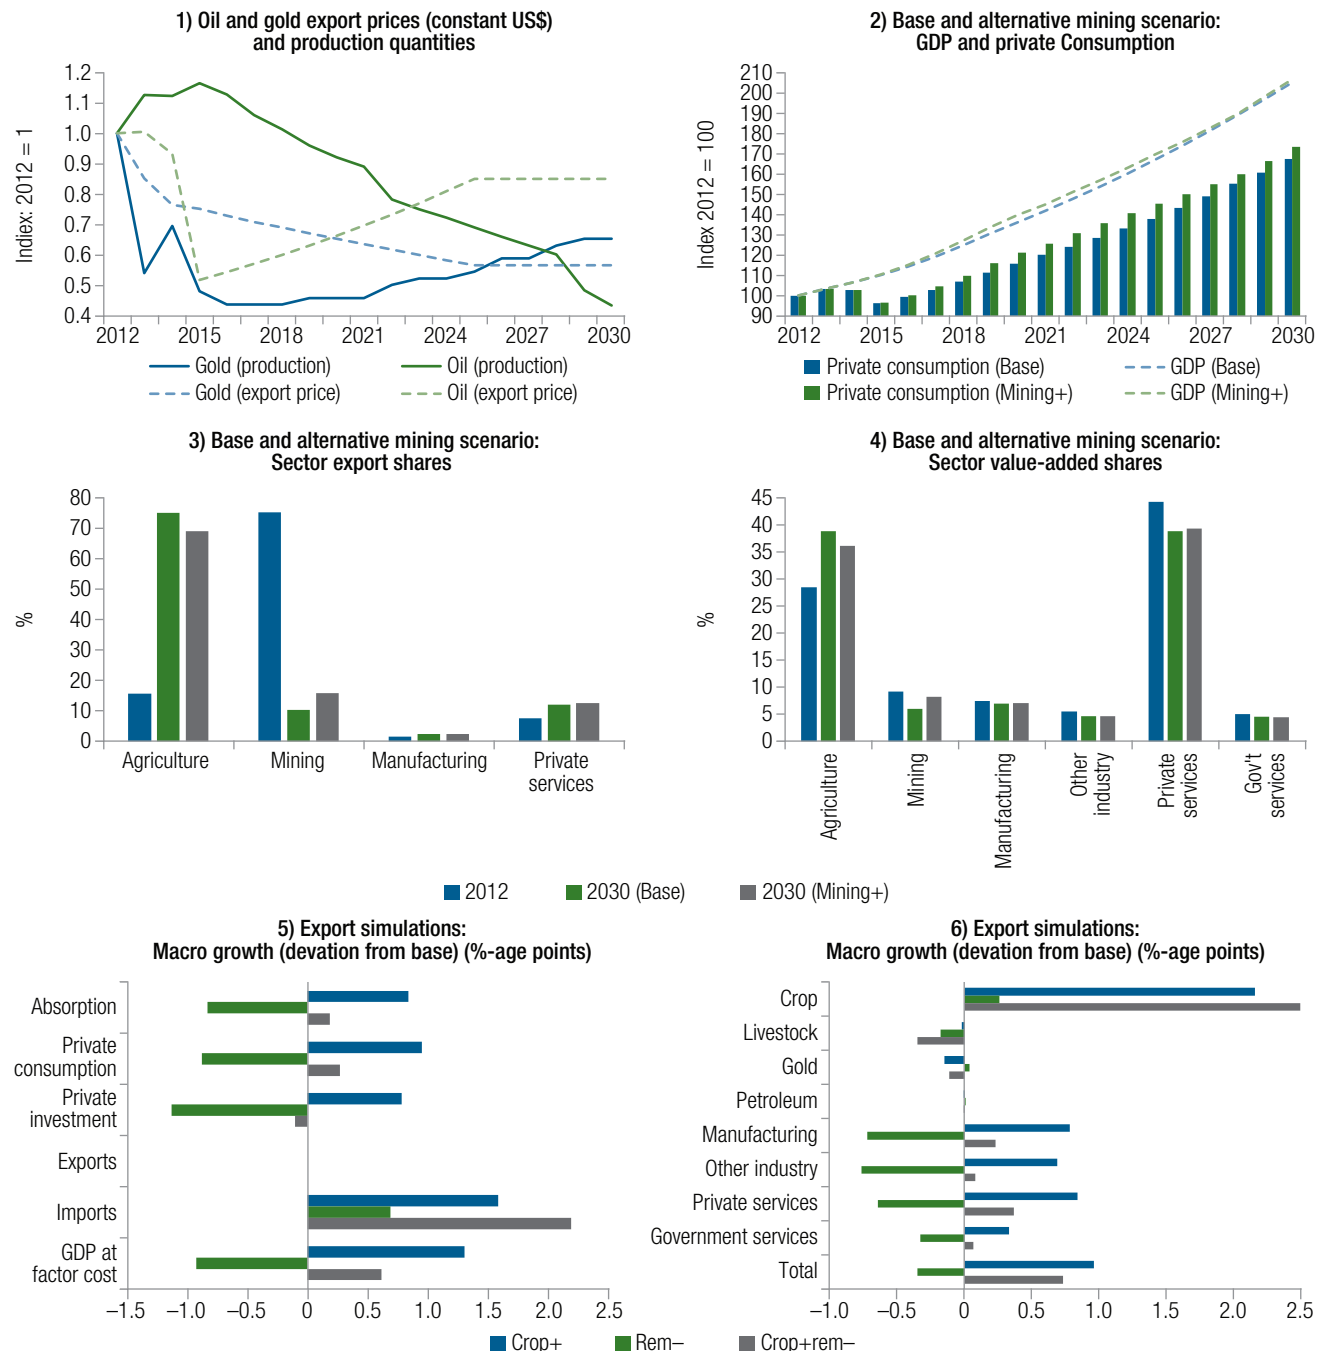 1) Oil and gold export prices (constant US$)
and production quantities
Index: 2012 = 1
1.2
1.1
1.0
0.9
0.8
0.7
0.6
0.5
0.4
2012 2015 2018 2021 2024 2027 2030
Gold (production)
Oil (production)
Gold (export price)
Oil (export price)
2) Base and alternative mining scenario:
GDP and private Consumption
Index 2012 = 100
210
200
190
180
170
160
150
140
130
120
110
100
90
2012 2015 2018 2021 2024 2027 2030
Private consumption (Base)
GDP (Base)
Private consumption (Mining+)
GDP (Mining+)
3) Base and alternative mining scenario:
Sector export shares
%
80
70
60
50
40
30
20
10
0
Agriculture
Mining
Manufacturing
Private
services
4) Base and alternative mining scenario:
Sector value-added shares
%
45
40
35
30
25
20
15
10
5
0
Agriculture
Mining
Manufacturing
Other
industry
Private
services
Gov't
services
2012
2030 (Base)
2030 (Mining+)
5) Export simulations:
Macro growth (devation from base) (%-age points)
Absorption
Private
consumption
Private
investment
Exports
Imports
GDP at
factor cost
–1.5 –1.0 –0.5 0 0.5 1.0 1.5 2.0 2.5
6) Export simulations:
Macro growth (devation from base) (%-age points)
Crop
Livestock
Gold
Petroleum
Manufacturing
Other industry
Private services
Government services
Total
–1.0 –0.5 0 0.5 1.0 1.5 2.0 2.5
Crop+
Rem–
Crop+rem–